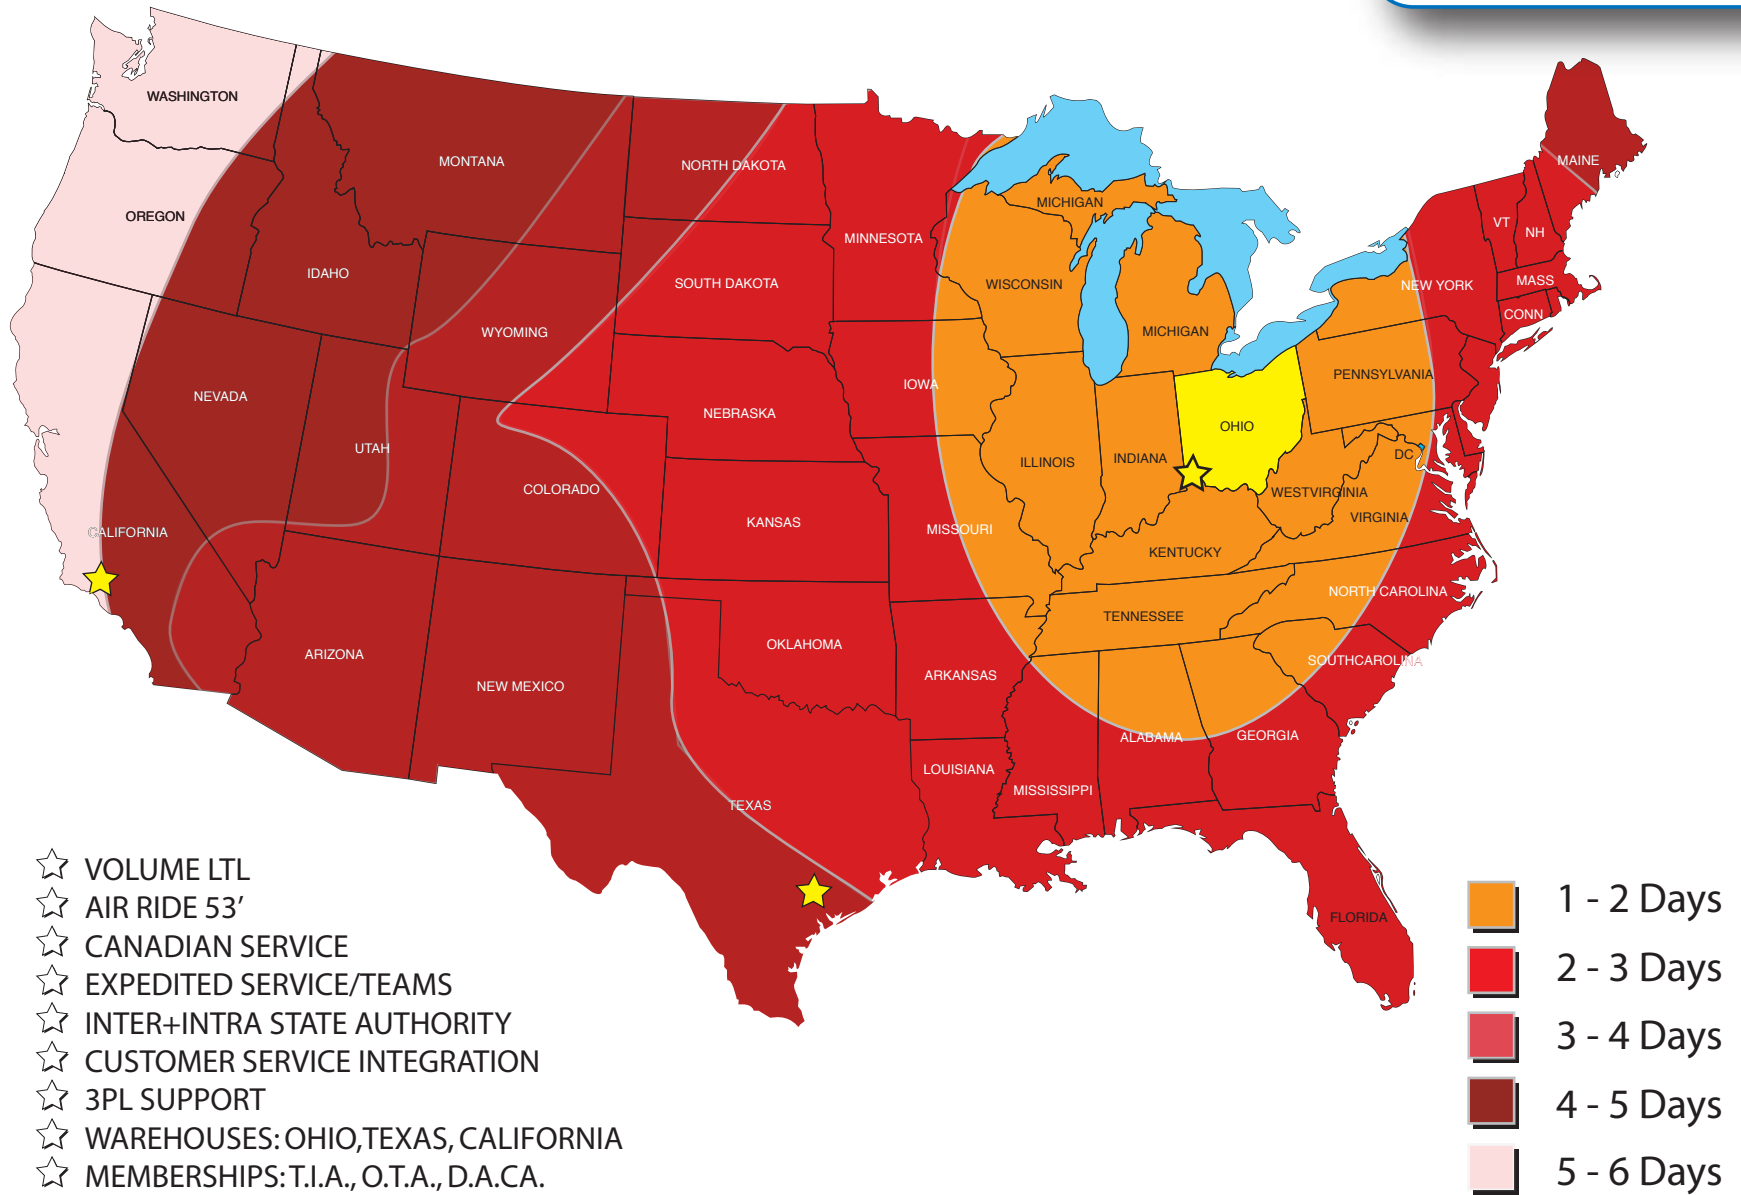 WASHINGTON
MONTANA
NORTH DAKOTA
MAINE
OREGON
MICHIGAN
VT
NH
MINNESOTA
IDAHO
SOUTH DAKOTA
WISCONSIN
NEW YORK
MASS
CONN
WYOMING
MICHIGAN
PENNSYLVANIA
NEVADA
IOWA
NEBRASKA
OHIO
UTAH
DC
ILLINOIS
INDIANA
COLORADO
WESTVIRGINIA
KANSAS
VIRGINIA
CALIFORNIA
MISSOURI
KENTUCKY
NORTH CAROLINA
TENNESSEE
OKLAHOMA
ARIZONA
SOUTHCAROLINA
ARKANSAS
NEW MEXICO
ALABAMA
GEORGIA
LOUISIANA
MISSISSIPPI
TEXAS
FLORIDA
VOLUME LTL
AIR RIDE 53’
CANADIAN SERVICE
EXPEDITED SERVICE/TEAMS
INTER+INTRA STATE AUTHORITY
CUSTOMER SERVICE INTEGRATION
3PL SUPPORT
WAREHOUSES: OHIO,TEXAS, CALIFORNIA
MEMBERSHIPS: T.I.A., O.T.A., D.A.CA.
1 - 2 Days
2 - 3 Days
3 - 4 Days
4 - 5 Days
5 - 6 Days